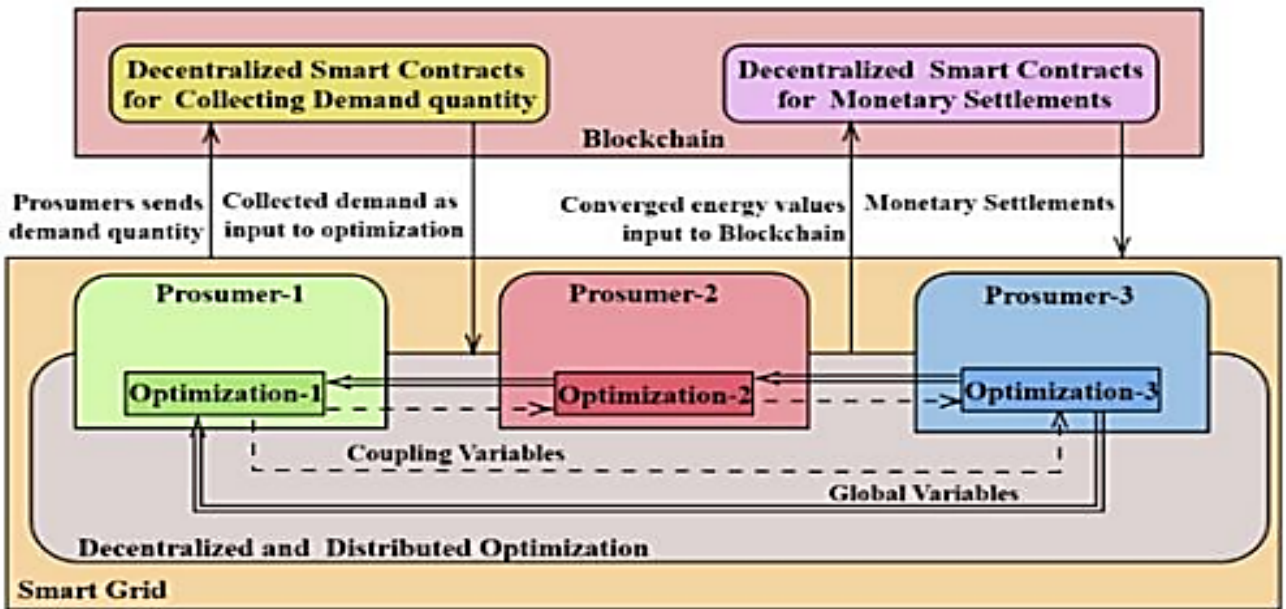 Decentralized Smart Contracts
for Collecting Demand quantity
Decentralized Smart Contracts
for Monetary Settlements
Blockchain
Prosumers sends
demand quantity
Collected demand as
input to optimization
Converged energy values
input to Blockchain
Monetary Settlements
Prosumer-1
Prosumer-2
Prosumer-3
Optimization-1
Optimization-2
Optimization-3
Coupling Variables
Global Variables
Decentralized and Distributed Optimization
Smart Grid